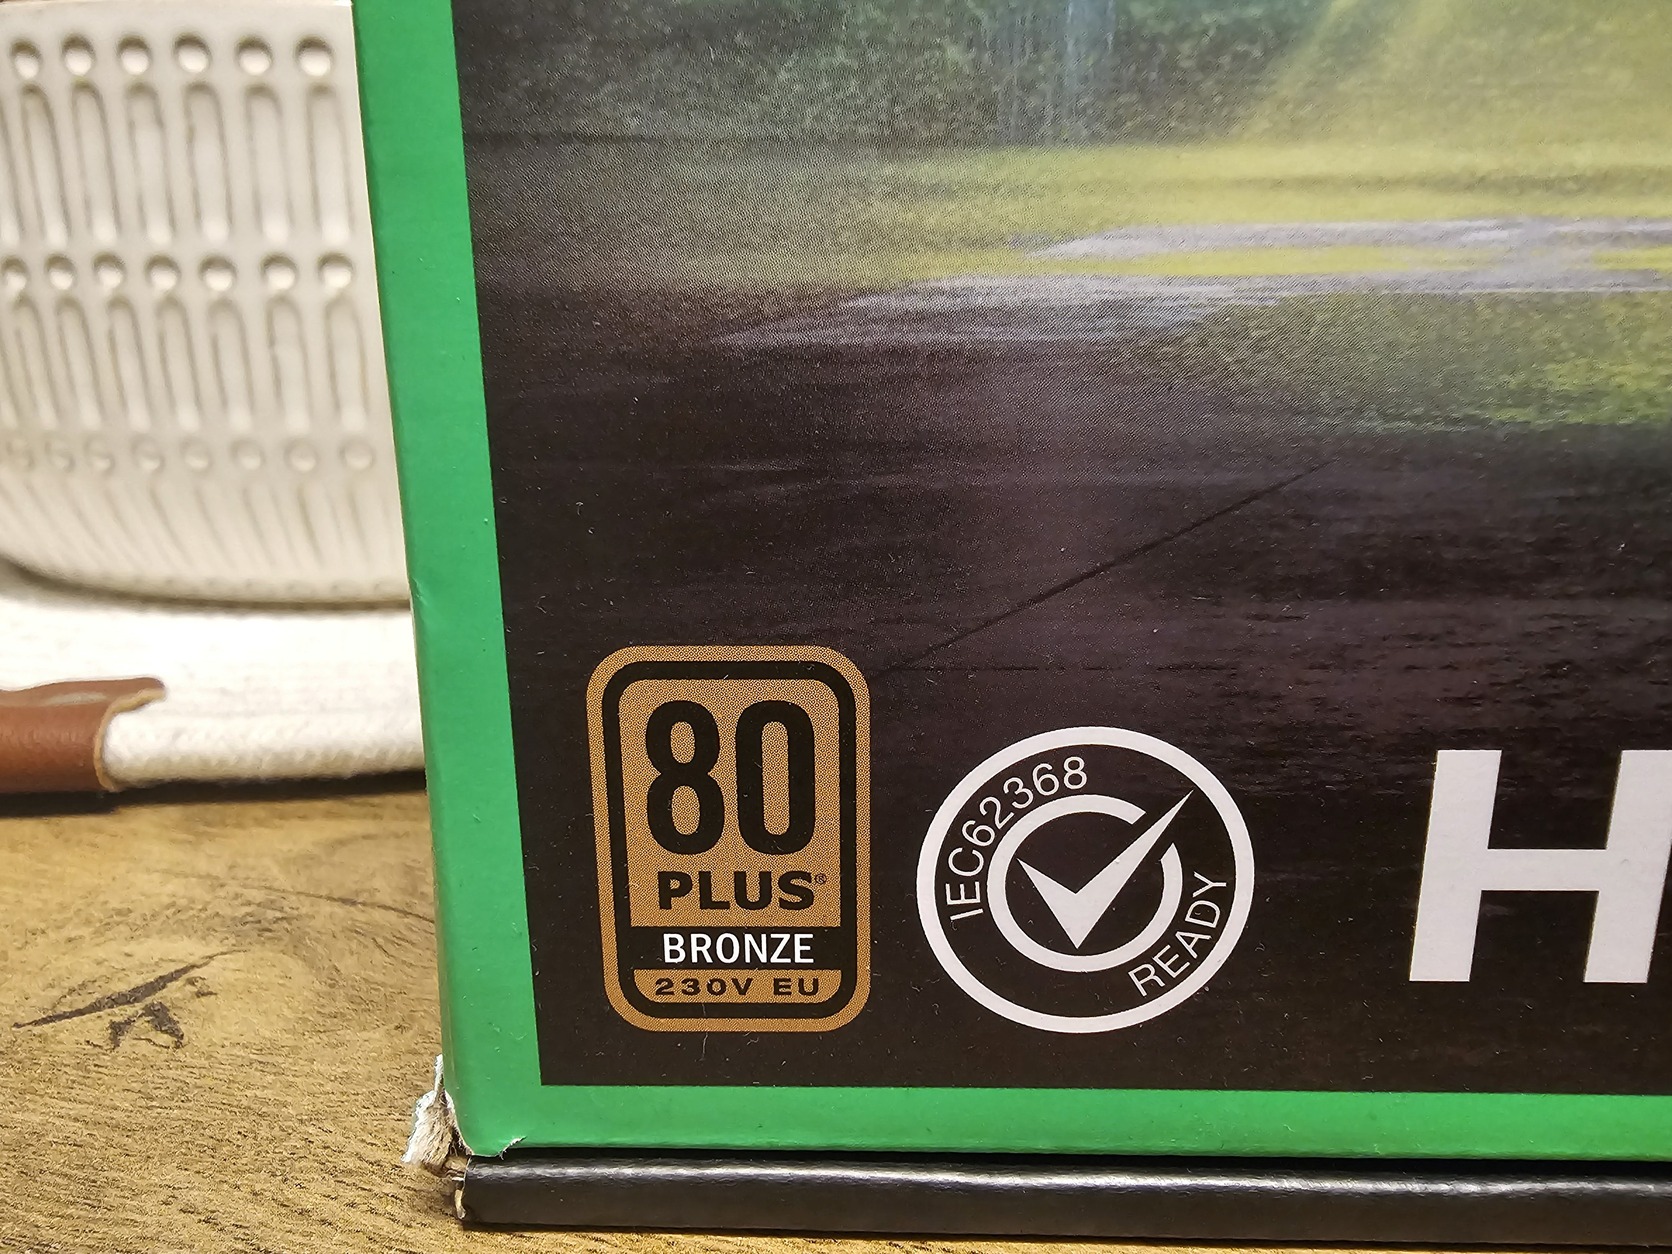 80
PLUS®
BRONZE
230V EU
IEC62368
READY
H